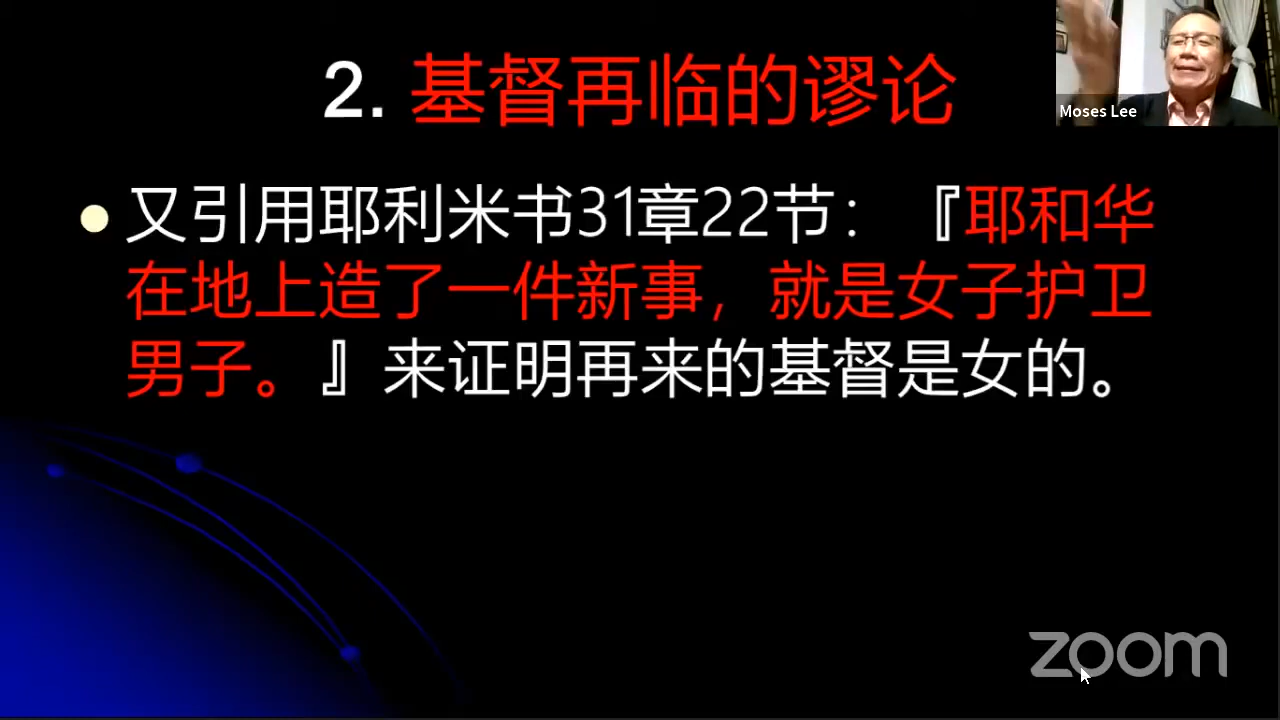 2. 基督再临的谬论
Moses Lee
又引用耶利米书31章22节：『耶和华
在地上造了一件新事，就是女子护卫
男子。』来证明再来的基督是女的。
zoom